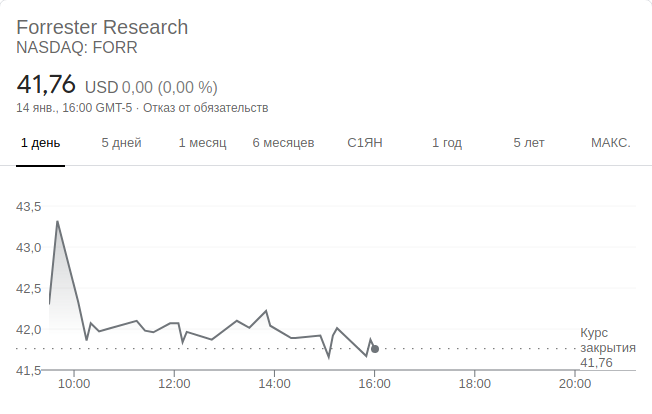 Forrester Research
NASDAQ: FORR
41,76 USD 0,00 (0,00 %)
14 янв., 16:00 GMT-5 · Отказ от обязательств
1 день 5 дней 1 месяц 6 месяцев С1ЯН 1 год 5 лет МАКС.
43,5
43,0
42,5
42,0
41,5
Курс
закрытия
41,76
10:00 12:00 14:00 16:00 18:00 20:00